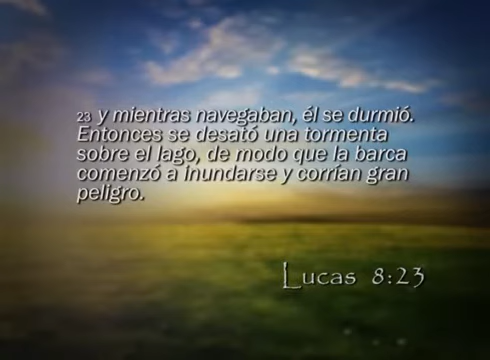 23 y mientras navegaban, él se durmió.
Entonces se desató una tormenta
sobre el lago, de modo que la barca
comenzó a inundarse y corrían gran
peligro.
Lucas 8:23